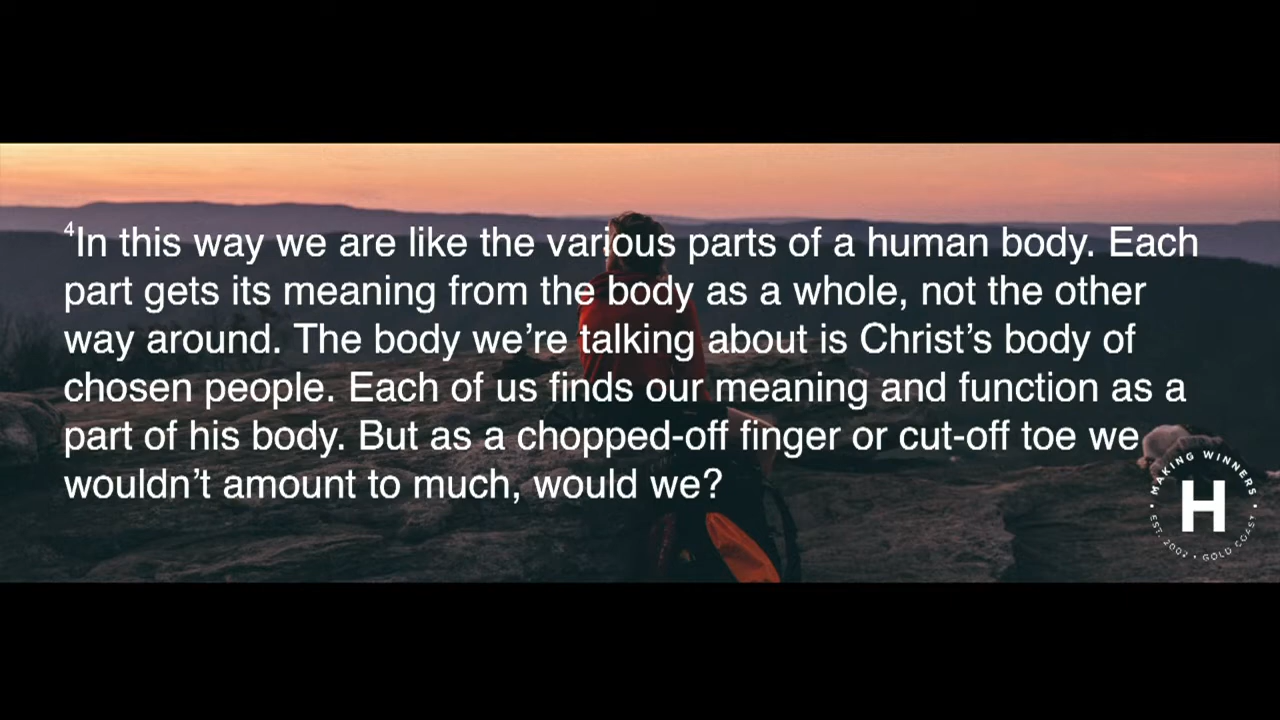 ⁴In this way we are like the various parts of a human body. Each
part gets its meaning from the body as a whole, not the other
way around. The body we’re talking about is Christ’s body of
chosen people. Each of us finds our meaning and function as a
part of his body. But as a chopped-off finger or cut-off toe we
wouldn’t amount to much, would we?
MAKING WINNERS
H
EST. 2002 • GOLD COAST